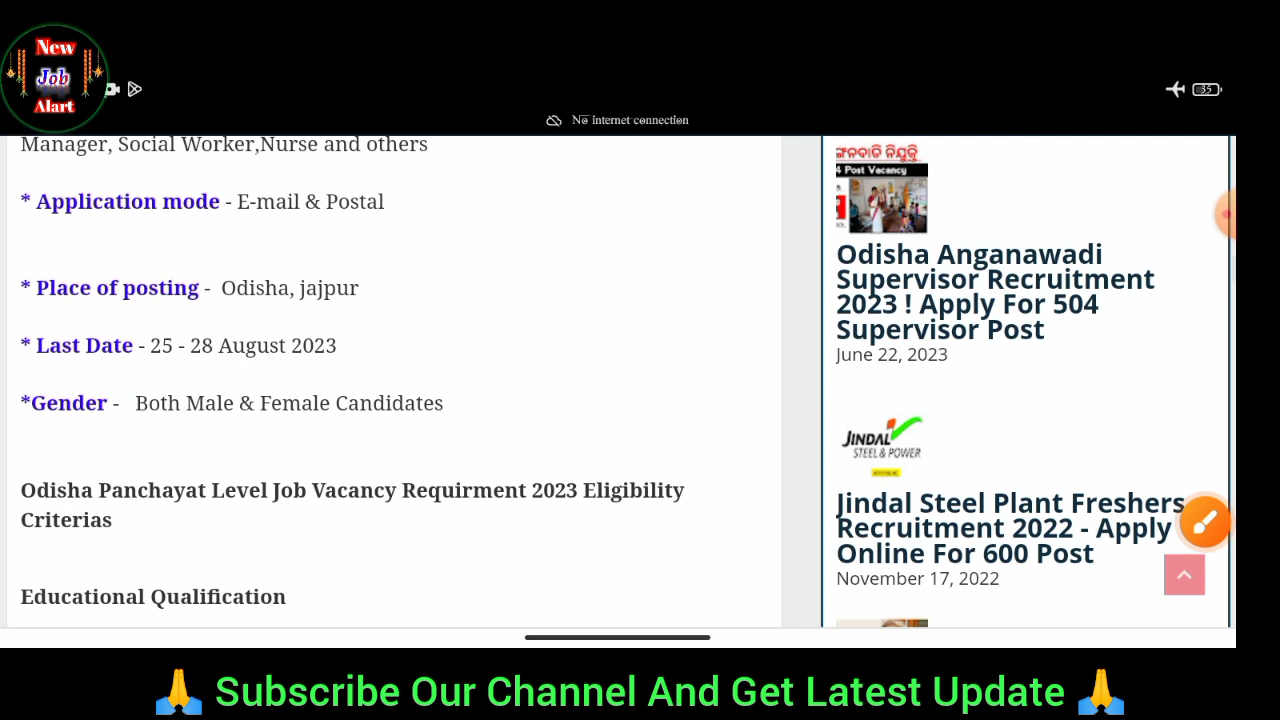 New
Job
Alart
35
No internet connection
Manager, Social Worker,Nurse and others
* Application mode - E-mail & Postal
* Place of posting - Odisha, jajpur
* Last Date - 25 - 28 August 2023
*Gender - Both Male & Female Candidates
Odisha Panchayat Level Job Vacancy Requirment 2023 Eligibility
Criterias
Educational Qualification
ଙ୍ଗନବାଡି ନିଯୁକ୍ତି
4 Post Vacancy
Odisha Anganawadi
Supervisor Recruitment
2023 ! Apply For 504
Supervisor Post
June 22, 2023
JINDAL
STEEL & POWER
Jindal Steel Plant Freshers
Recruitment 2022 - Apply
Online For 600 Post
November 17, 2022
🙏 Subscribe Our Channel And Get Latest Update 🙏